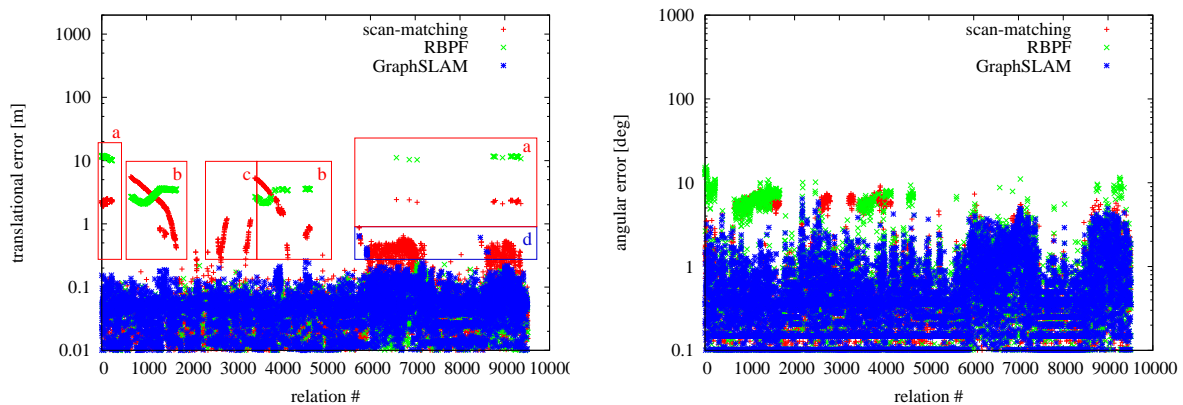 1000
100
10
1
0.1
0.01
0 1000 2000 3000 4000 5000 6000 7000 8000 9000 10000
translational error [m]
relation #
scan-matching
RBPF
GraphSLAM
a
b
c
b
a
d
1000
100
10
1
0.1
0 1000 2000 3000 4000 5000 6000 7000 8000 9000 10000
angular error [deg]
relation #
scan-matching
RBPF
GraphSLAM